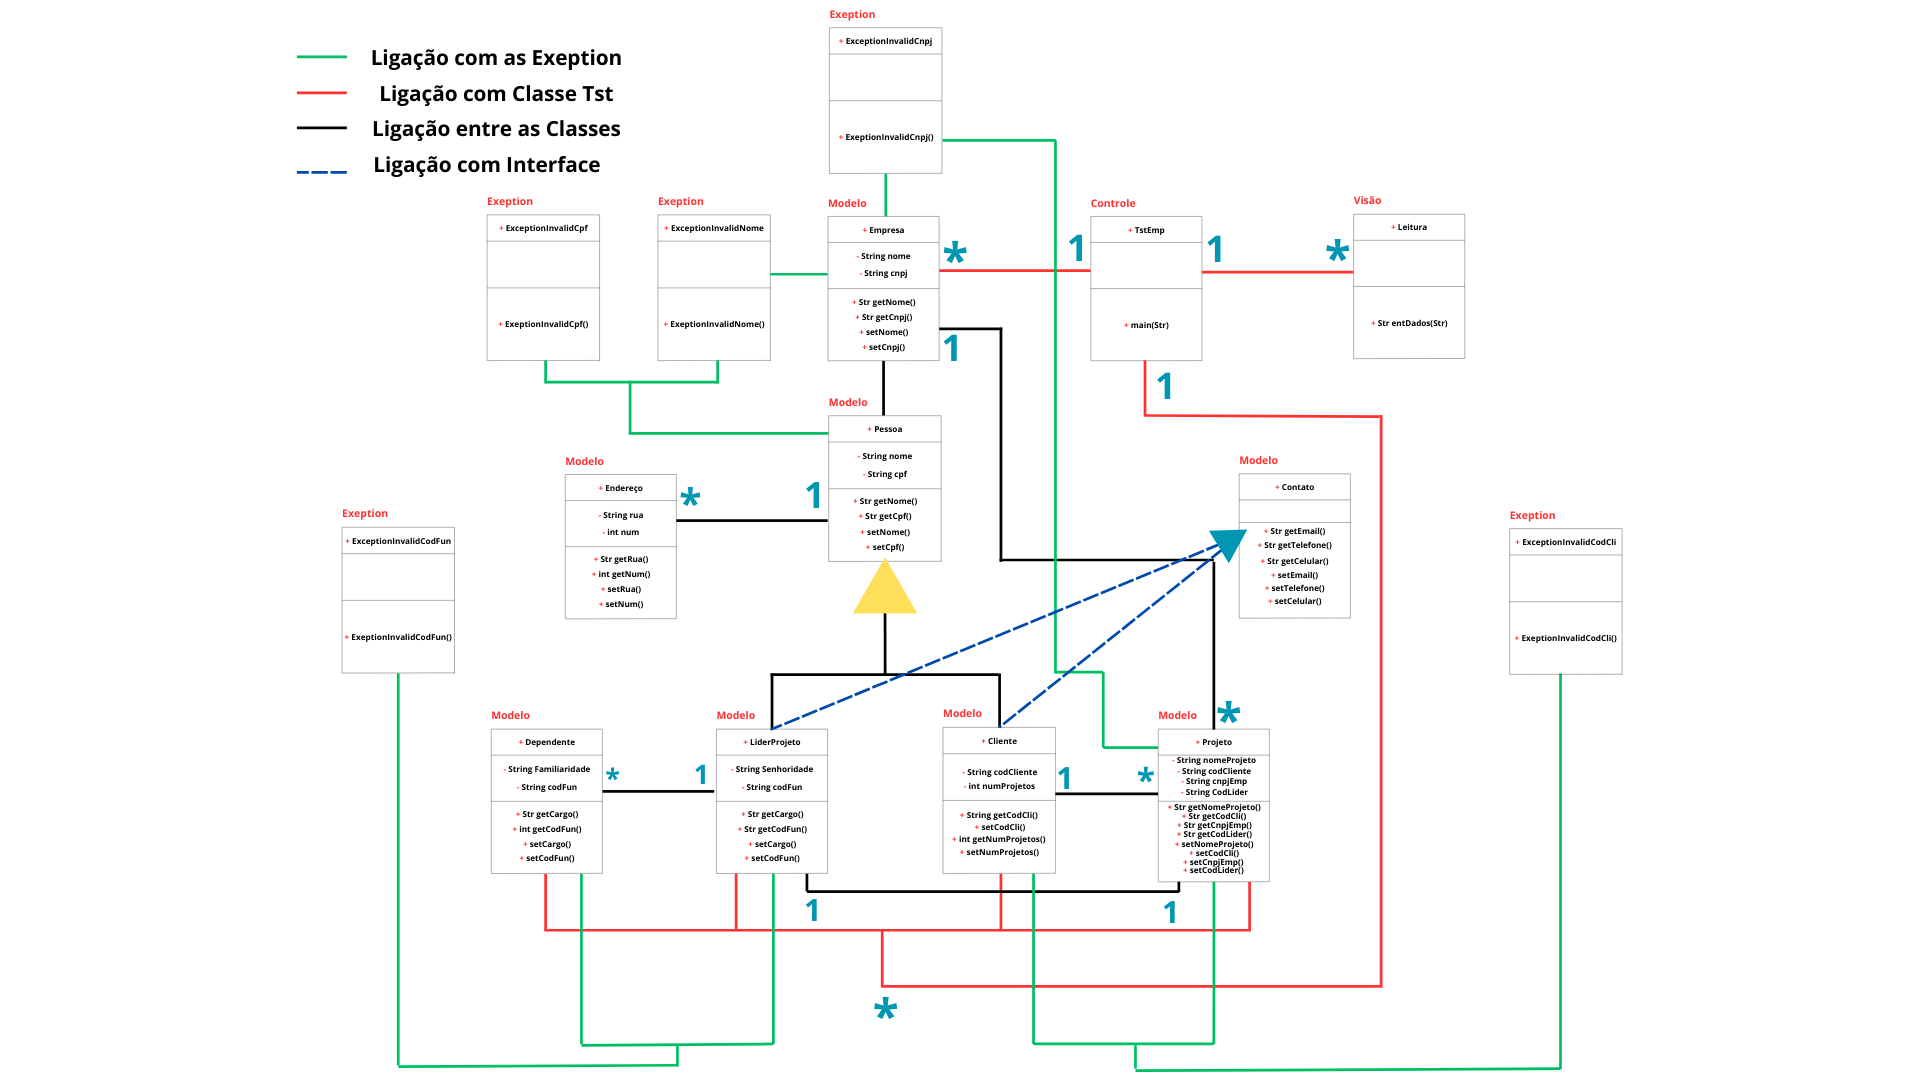 Ligação com as Exeption
Ligação com Classe Tst
Ligação entre as Classes
Ligação com Interface
Exeption
+ ExceptionInvalidCnpj
+ ExeptionInvalidCnpj()
Exeption
+ ExceptionInvalidCpf
+ ExeptionInvalidCpf()
Exeption
+ ExceptionInvalidNome
+ ExeptionInvalidNome()
Modelo
+ Empresa
- String nome
- String cnpj
+ Str getNome()
+ Str getCnpj()
+ setNome()
+ setCnpj()
*
1
1
Controle
+ TstEmp
+ main(Str)
1
*
1
Visão
+ Leitura
+ Str entDados(Str)
Modelo
+ Pessoa
- String nome
- String cpf
+ Str getNome()
+ Str getCpf()
+ setNome()
+ setCpf()
Modelo
+ Endereço
- String rua
- int num
+ Str getRua()
+ int getNum()
+ setRua()
+ setNum()
*
1
Modelo
+ Contato
+ Str getEmail()
+ Str getTelefone()
+ Str getCelular()
+ setEmail()
+ setTelefone()
+ setCelular()
Exeption
+ ExceptionInvalidCodFun
+ ExeptionInvalidCodFun()
Exeption
+ ExceptionInvalidCodCli
+ ExeptionInvalidCodCli()
Modelo
+ Dependente
- String Familiaridade
- String codFun
+ Str getCargo()
+ int getCodFun()
+ setCargo()
+ setCodFun()
*
1
Modelo
+ LiderProjeto
- String Senhoridade
- String codFun
+ Str getCargo()
+ Str getCodFun()
+ setCargo()
+ setCodFun()
Modelo
+ Cliente
- String codCliente
- int numProjetos
+ String getCodCli()
+ setCodCli()
+ int getNumProjetos()
+ setNumProjetos()
1
*
*
Modelo
+ Projeto
- String nomeProjeto
- String codCliente
- String cnpjEmp
- String CodLider
+ Str getNomeProjeto()
+ Str getCodCli()
+ Str getCnpjEmp()
+ Str getCodLider()
+ setNomeProjeto()
+ setCodCli()
+ setCnpjEmp()
+ setCodLider()
1
1
*